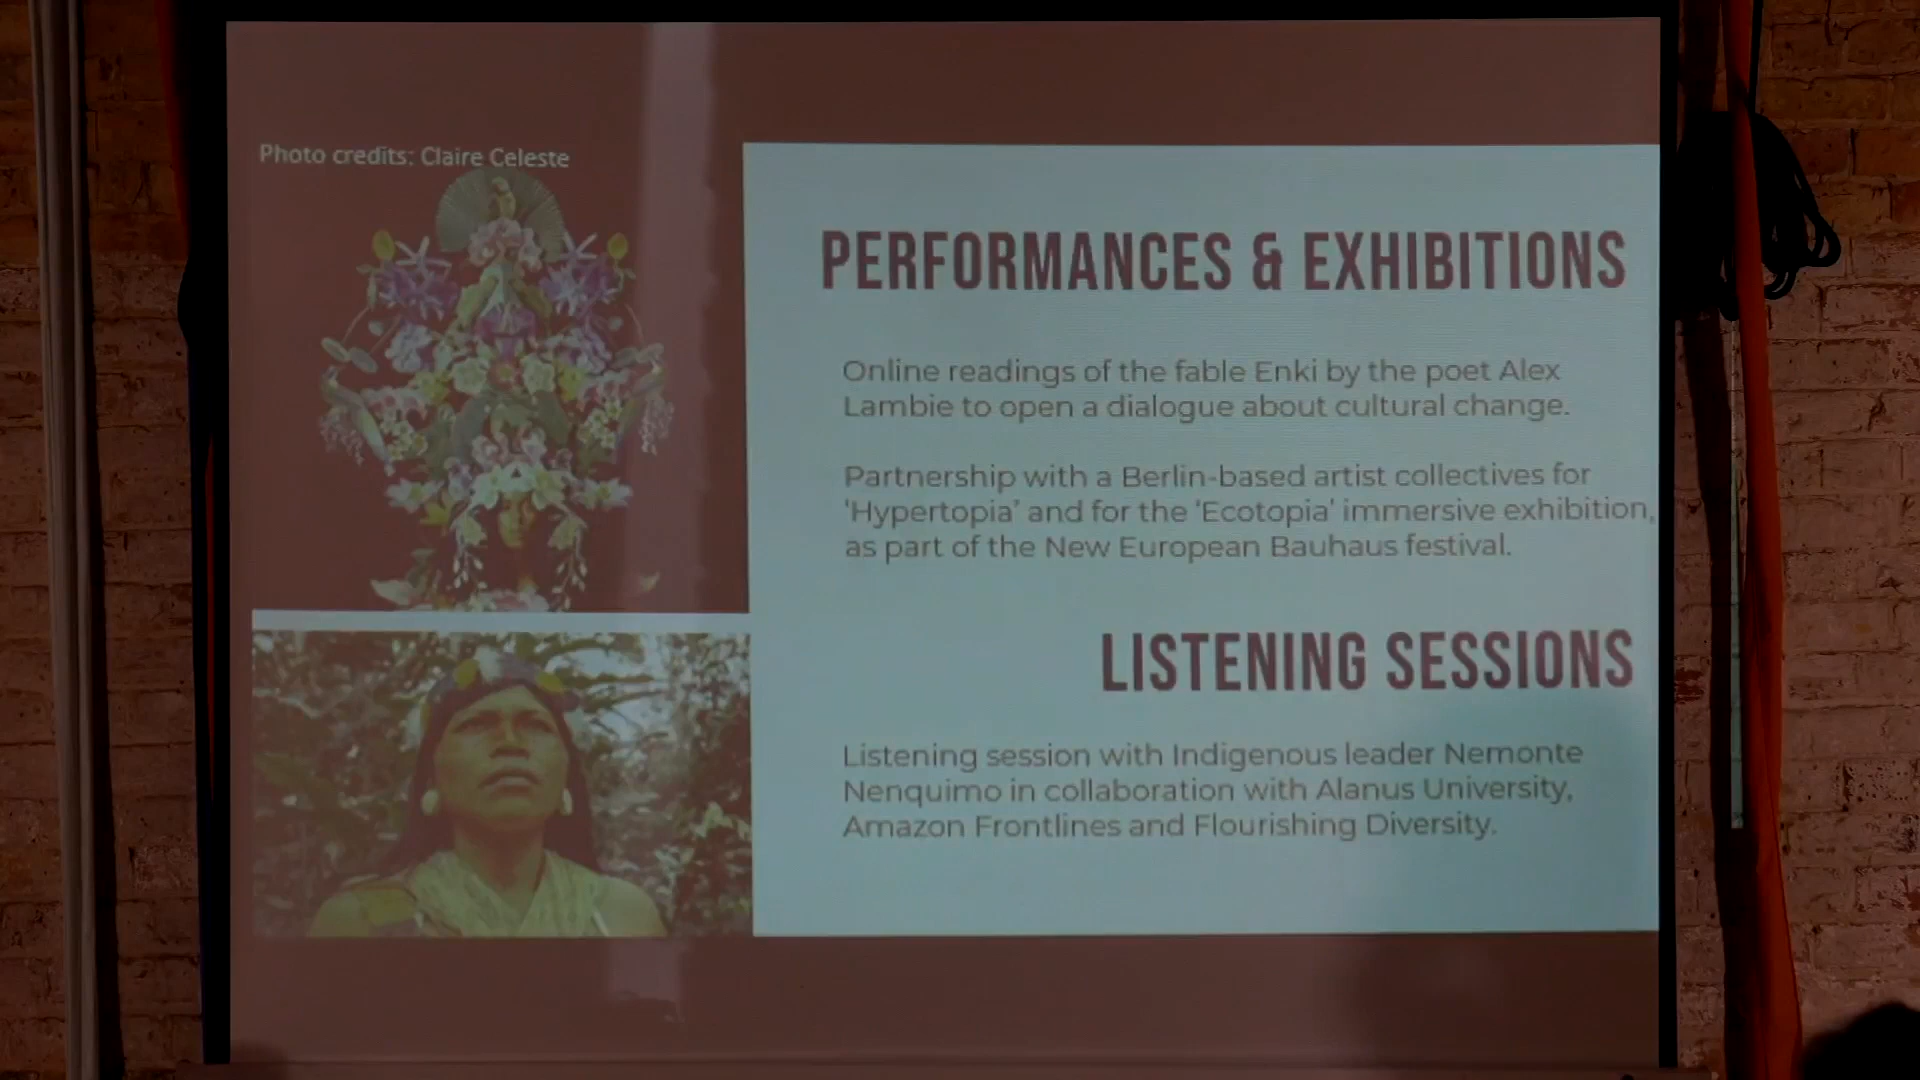 Photo credits: Claire Celeste
PERFORMANCES & EXHIBITIONS
Online readings of the fable Enki by the poet Alex
Lambie to open a dialogue about cultural change.
Partnership with a Berlin-based artist collectives for
'Hypertopia' and for the 'Ecotopia' immersive exhibition,
as part of the New European Bauhaus festival.
LISTENING SESSIONS
Listening session with Indigenous leader Nemonte
Nenquimo in collaboration with Alanus University,
Amazon Frontlines and Flourishing Diversity.